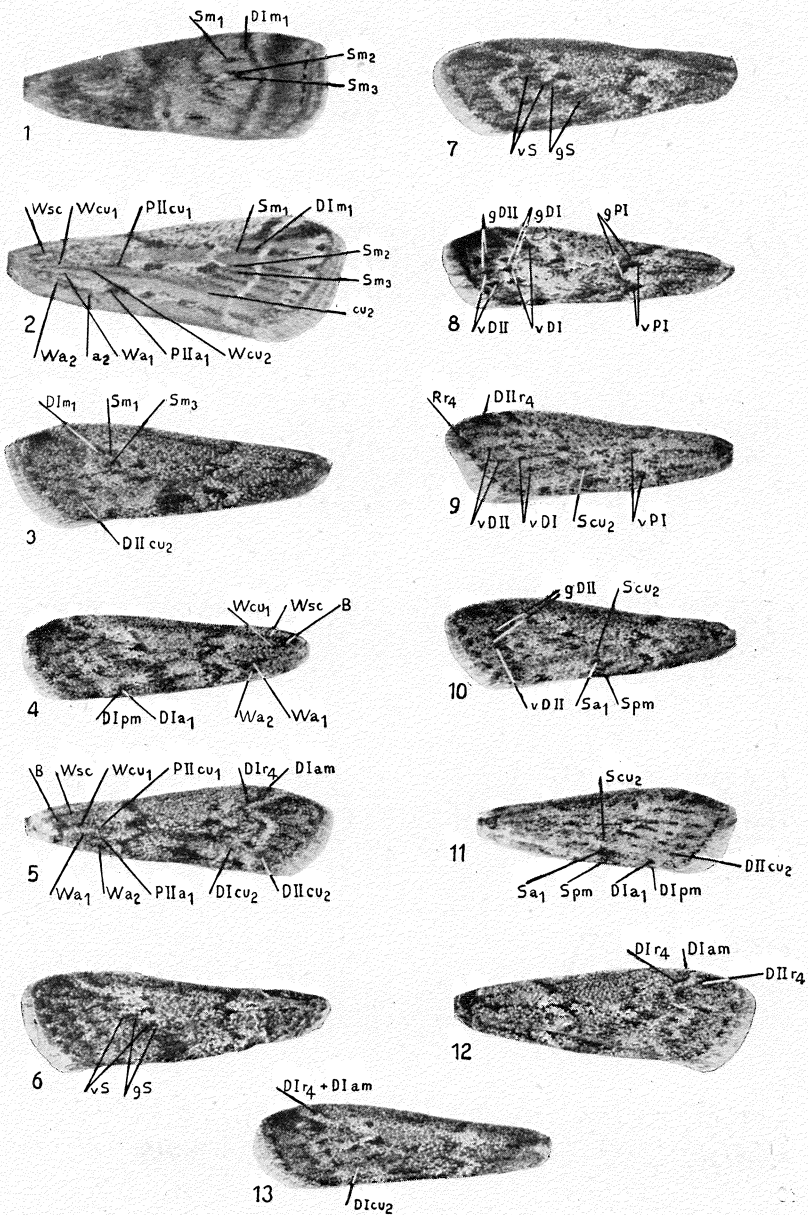 Sm1 DIm1
Sm2
Sm3
1
vS gS
7
Wsc Wcu1 PIIcu1 Sm1 DIm1
Sm2
Sm3
cu2
2
Wa2 a2 Wa1 PIIa1 Wcu2
gDII gDI gPI
8
vDII vDI vPI
DIm1 Sm1 Sm3
3
DIIcu2
Rr4 DIIr4
9
vDII vDI Scu2 vPI
Wcu1 Wsc B
4
DIpm DIa1 Wa2 Wa1
gDII Scu2
10
vDII Sa1 Spm
B Wsc Wcu1 PIIcu1 DIr4 DIam
5
Wa1 Wa2 PIIa1 DIcu2 DIIcu2
Scu2
11
DIIcu2
Sa1 Spm DIa1 DIpm
6
vS gS
DIr4 DIam
DIIr4
12
DIr4 + DIam
13
DIcu2